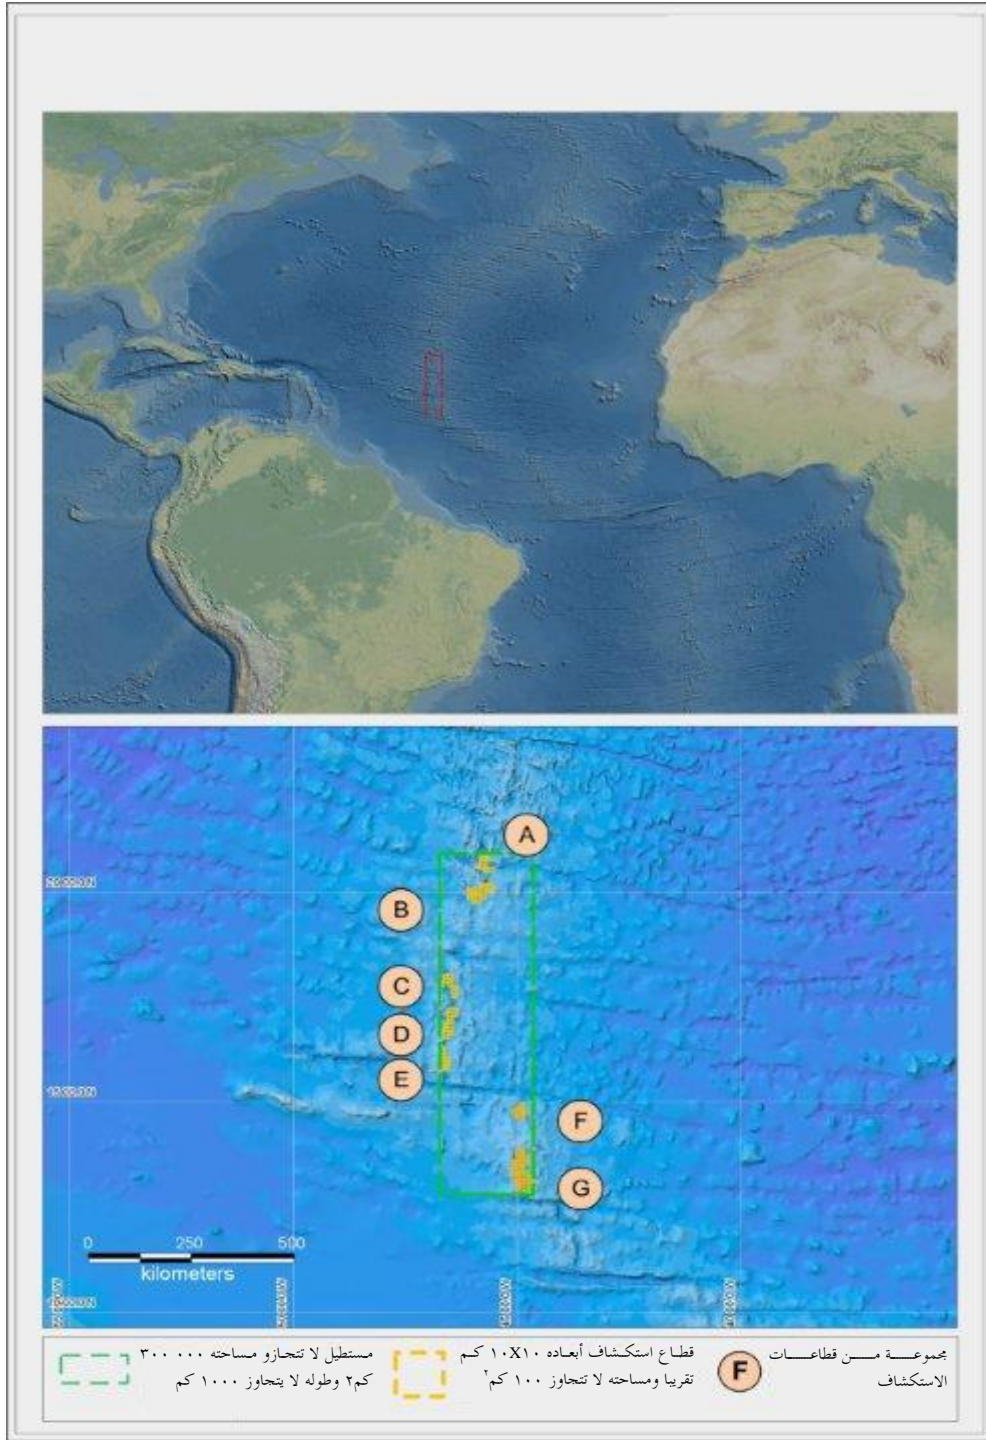 A
B
C
D
E
F
G
0 250 500
kilometers
مجموعة من قطاعات
الاستكشاف
F
قطاع استكشاف أبعاده ١٠X١٠ كم
تقريبا ومساحته لا تتجاوز ١٠٠ كم٢
مستطيل لا تتجازو مساحته ٣٠٠ ٠٠٠
كم٢ وطوله لا يتجاوز ١٠٠٠ كم